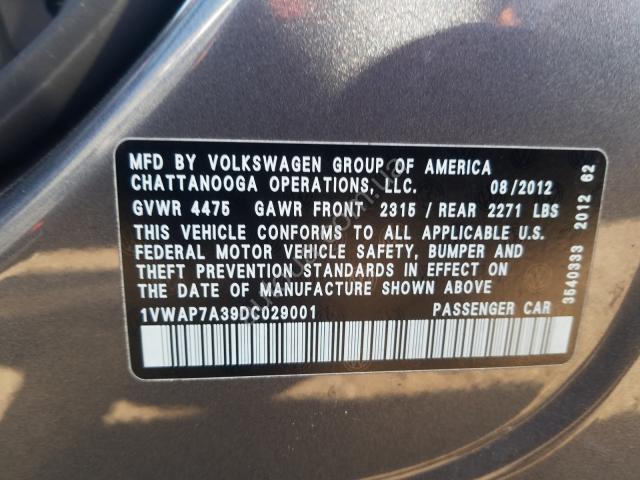 MFD BY VOLKSWAGEN GROUP OF AMERICA
CHATTANOOGA OPERATIONS, LLC. 08/2012
GVWR 4475 GAWR FRONT 2315 / REAR 2271 LBS
THIS VEHICLE CONFORMS TO ALL APPLICABLE U.S.
FEDERAL MOTOR VEHICLE SAFETY, BUMPER AND
THEFT PREVENTION STANDARDS IN EFFECT ON
THE DATE OF MANUFACTURE SHOWN ABOVE
1VWAP7A39DC029001 PASSENGER CAR
3540333 2012 62